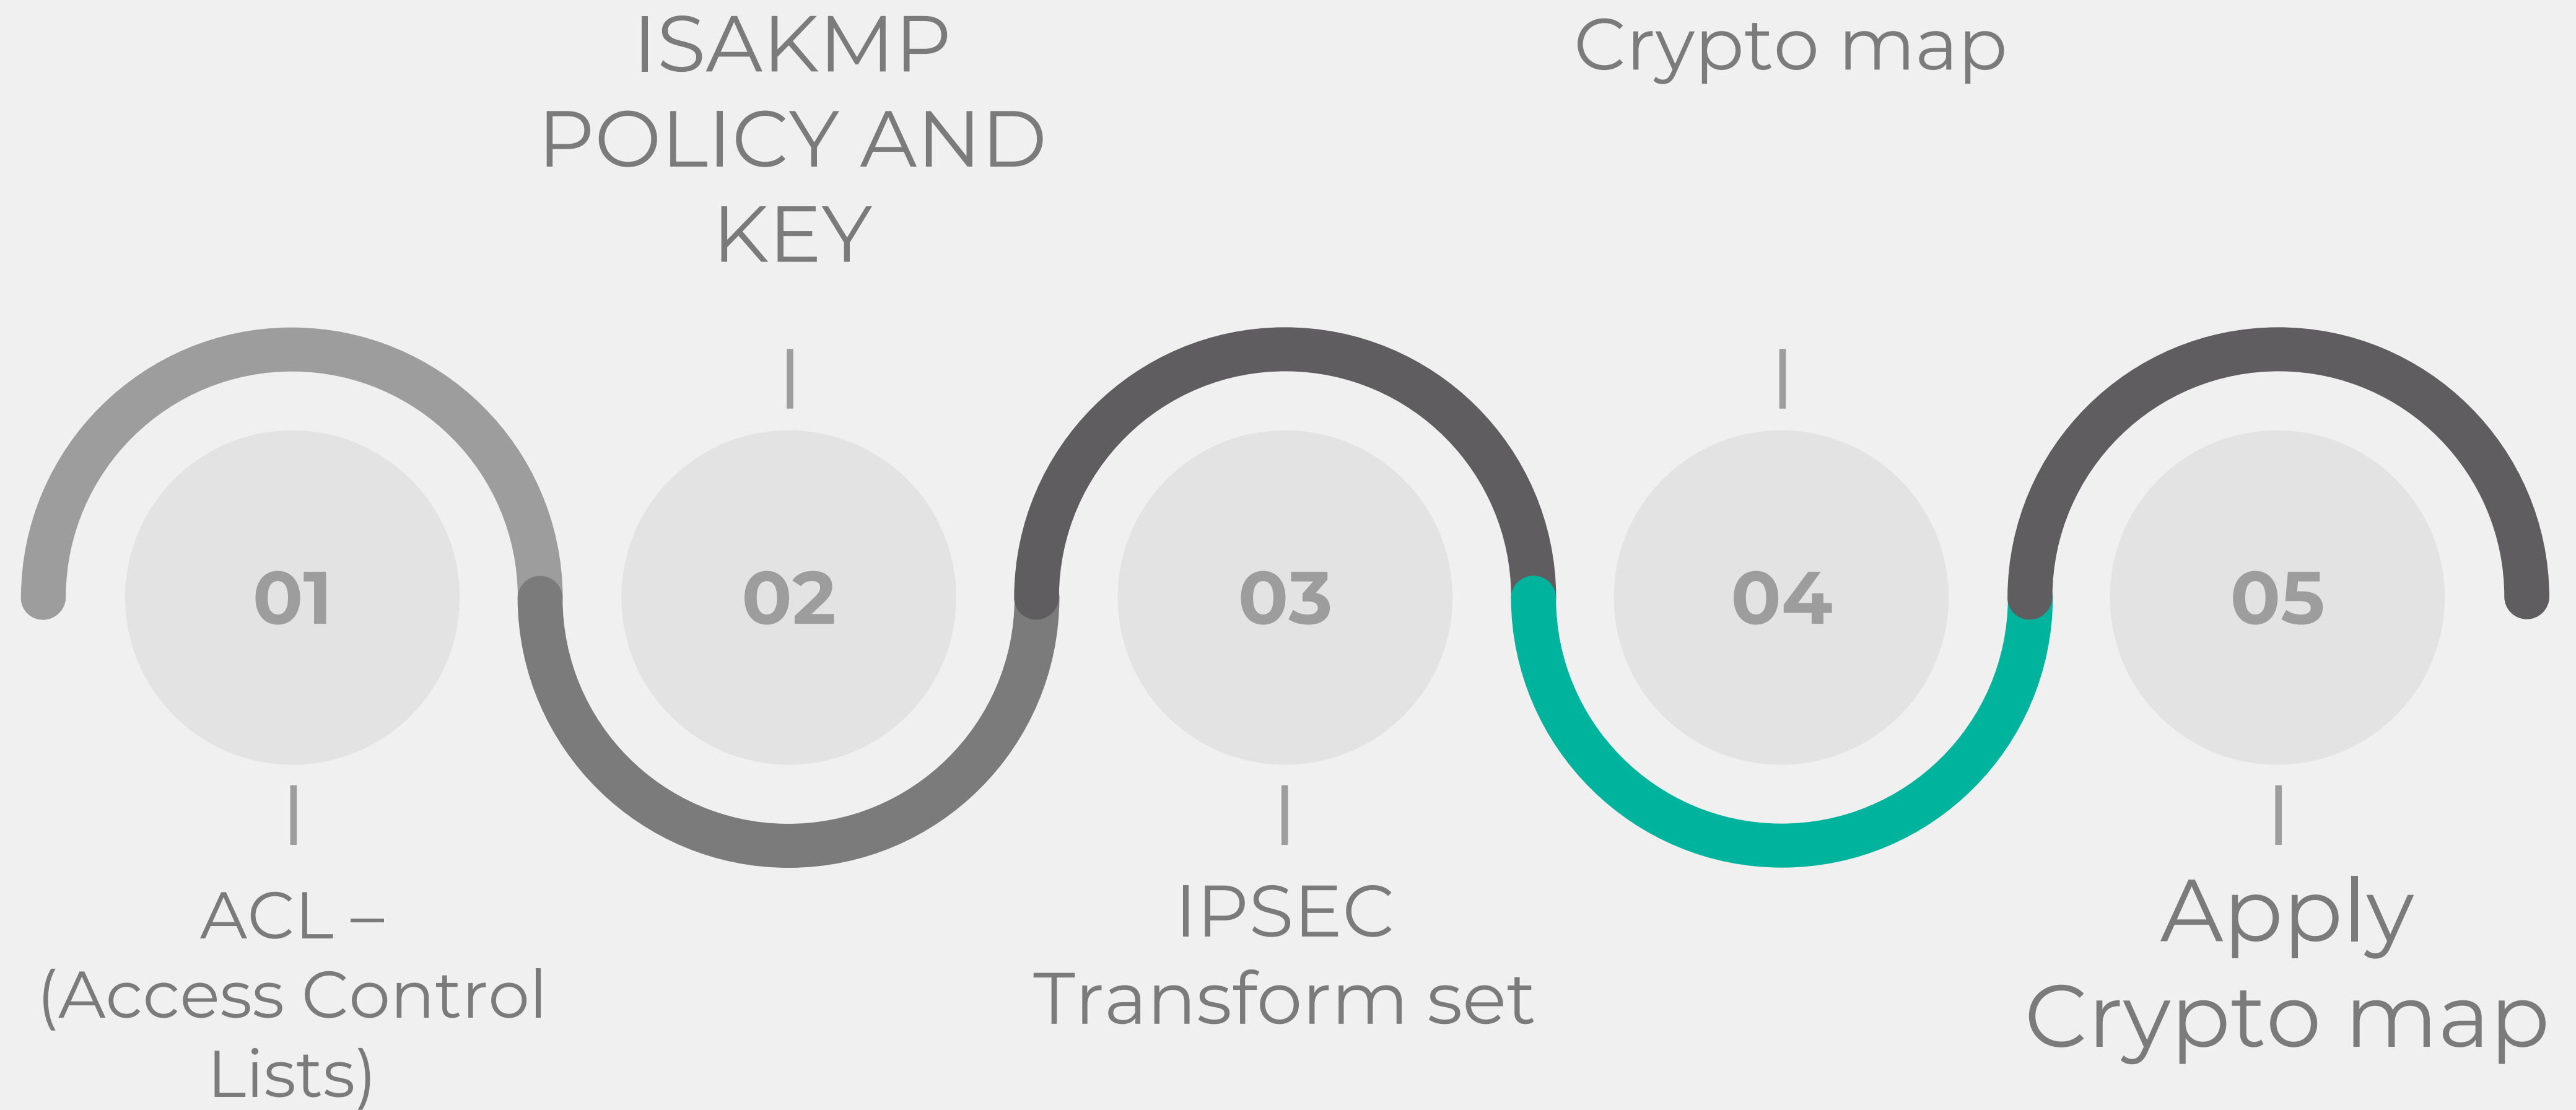 ISAKMP
POLICY AND
KEY
Crypto map
01
02
03
04
05
ACL –
(Access Control
Lists)
IPSEC
Transform set
Apply
Crypto map